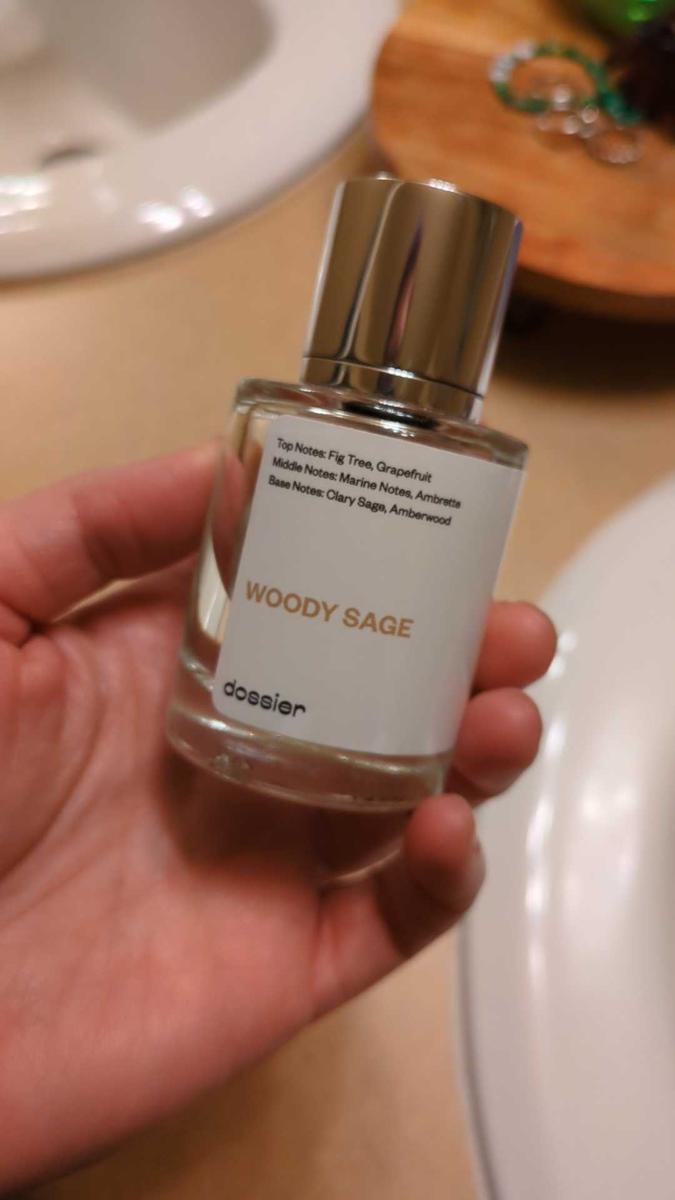 Top Notes: Fig Tree, Grapefruit
Middle Notes: Marine Notes, Ambrette
Base Notes: Clary Sage, Amberwood
WOODY SAGE
dossier